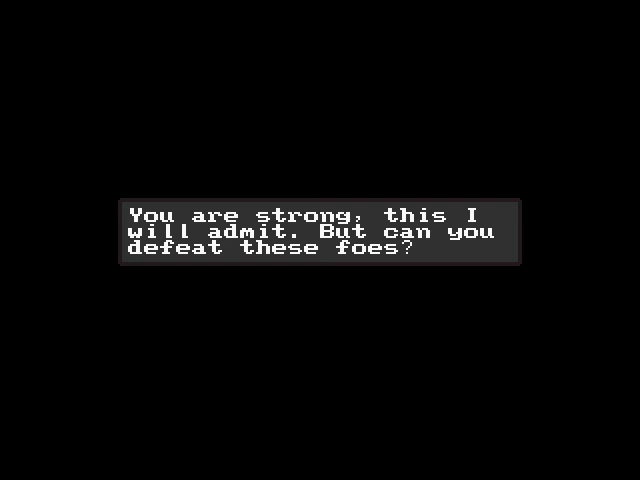 You are strong, this I
will admit. But can you
defeat these foes?